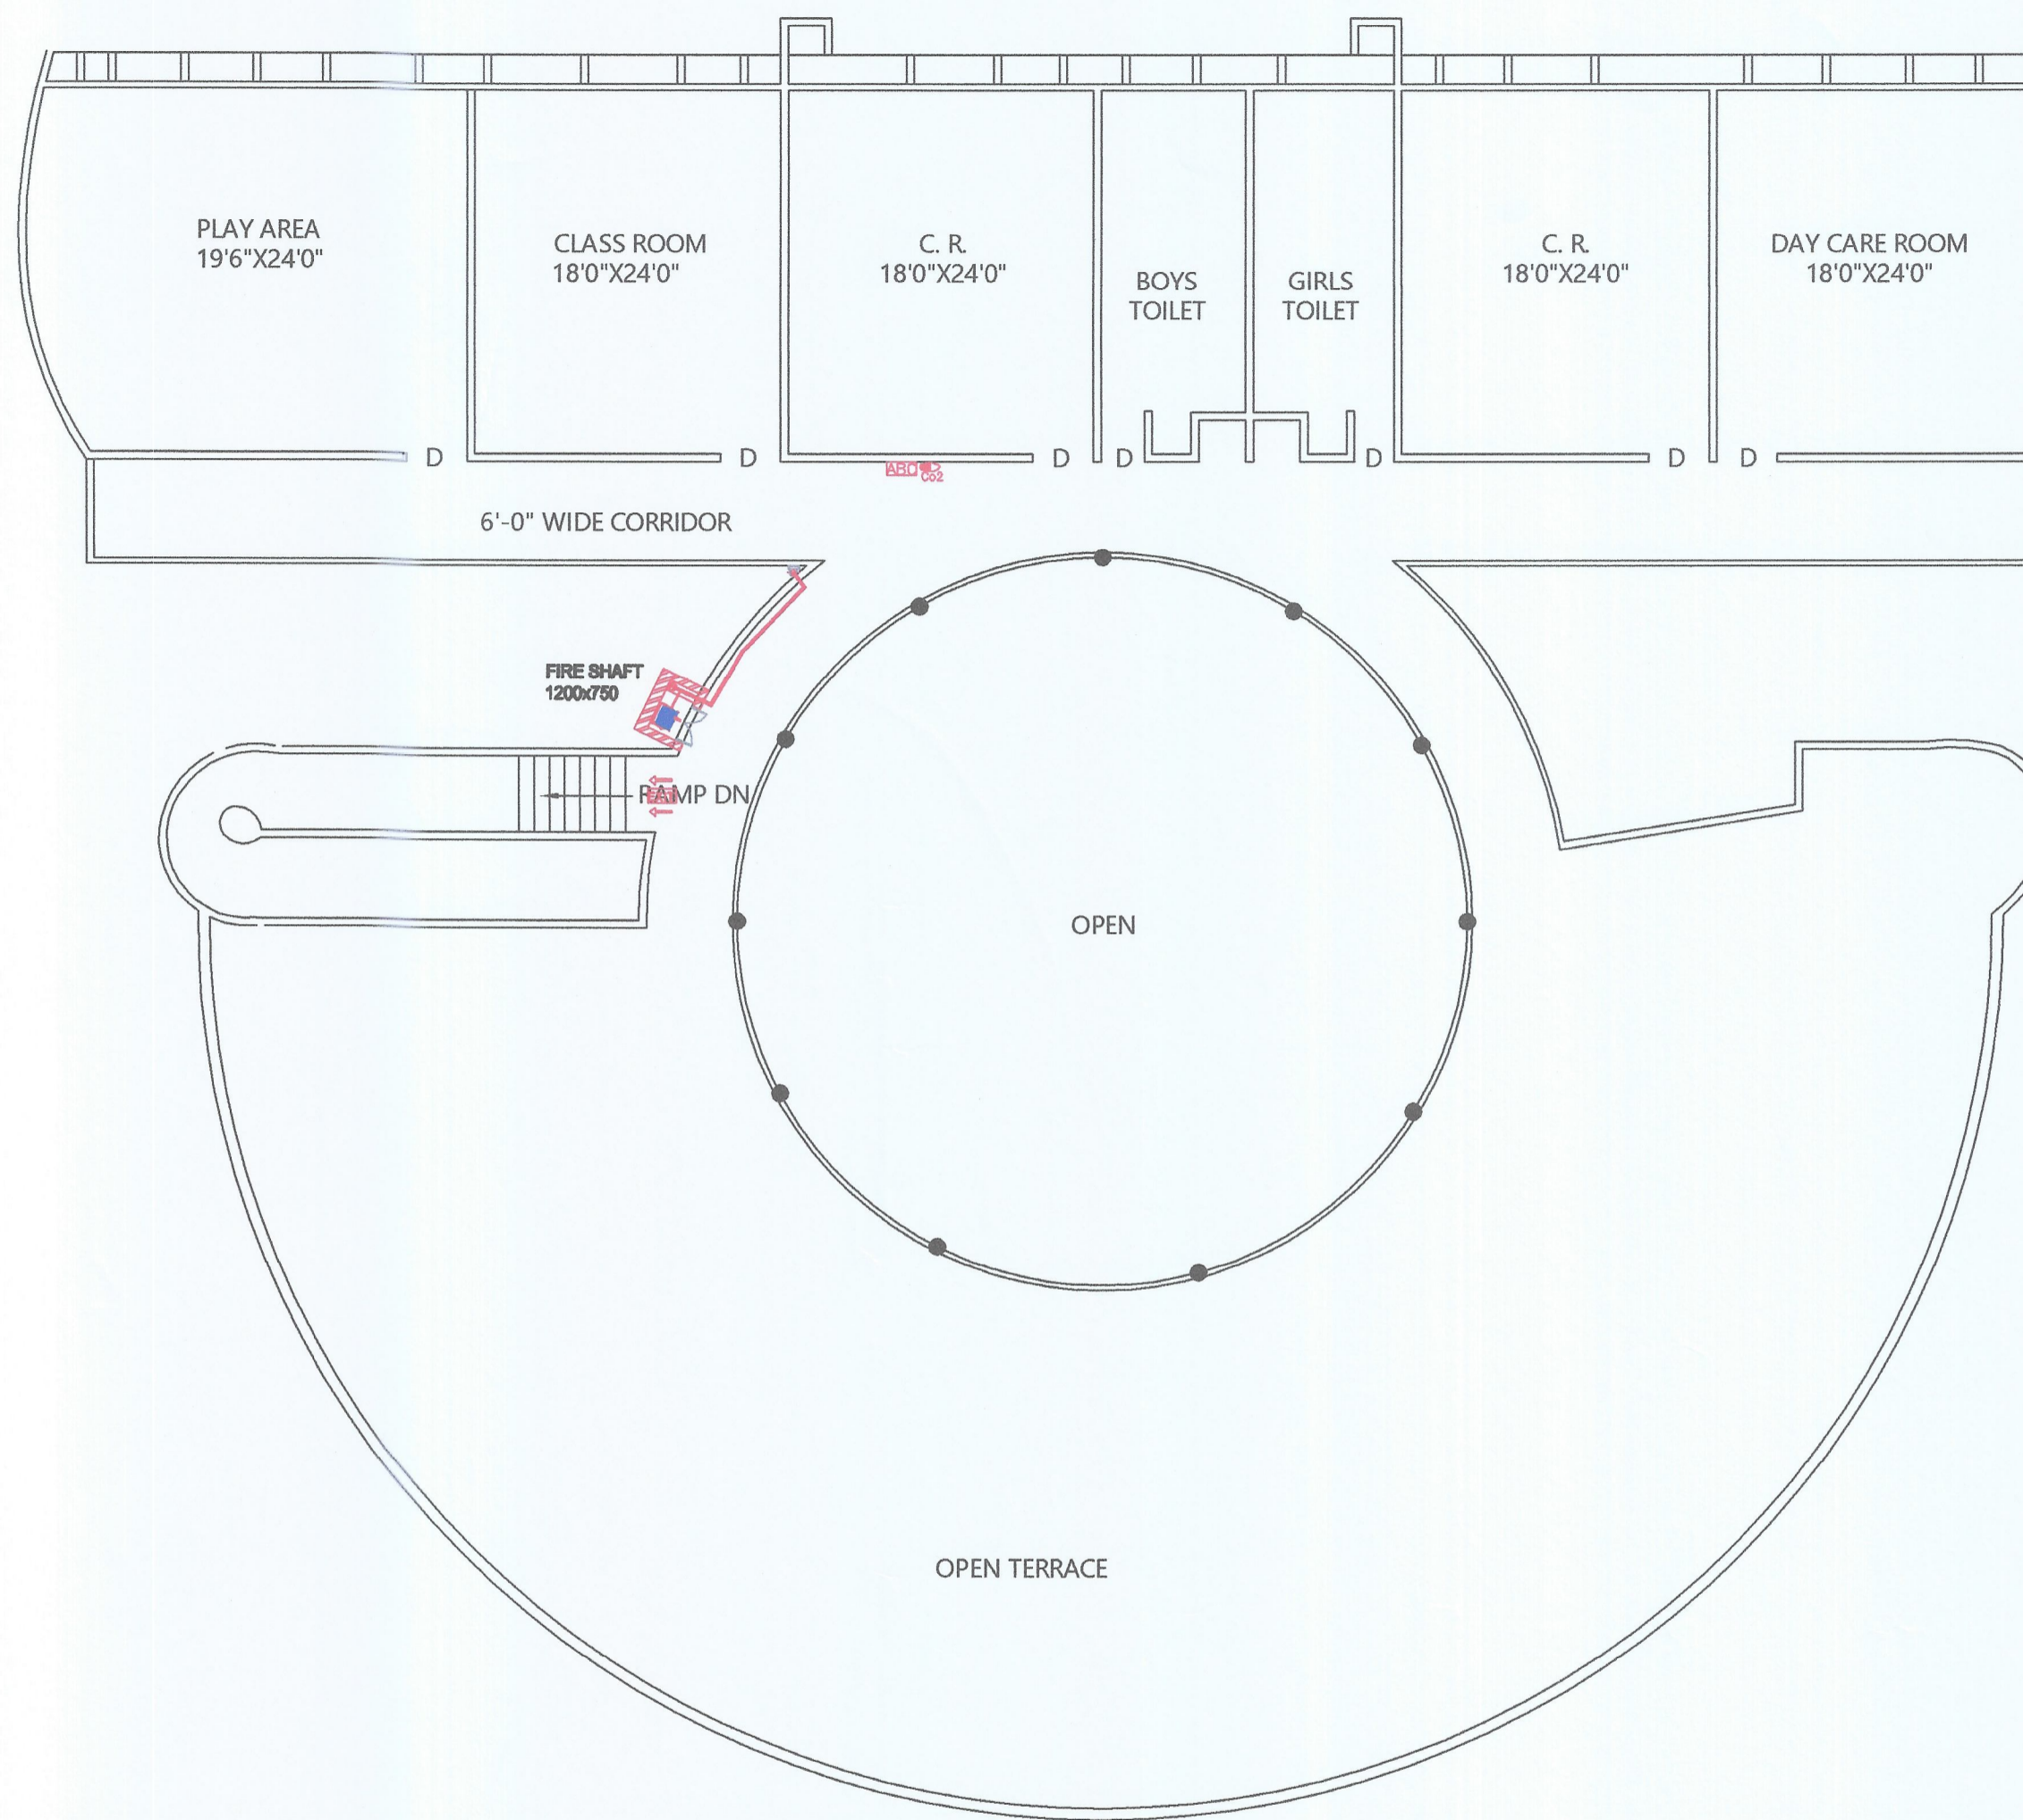 PLAY AREA
19'6"X24'0"
CLASS ROOM
18'0"X24'0"
C. R.
18'0"X24'0"
BOYS
TOILET
GIRLS
TOILET
C. R.
18'0"X24'0"
DAY CARE ROOM
18'0"X24'0"
D
D
D
D
D
D
D
ABC
Co2
6'-0" WIDE CORRIDOR
FIRE SHAFT
1200x750
RAMP DN
OPEN
OPEN TERRACE